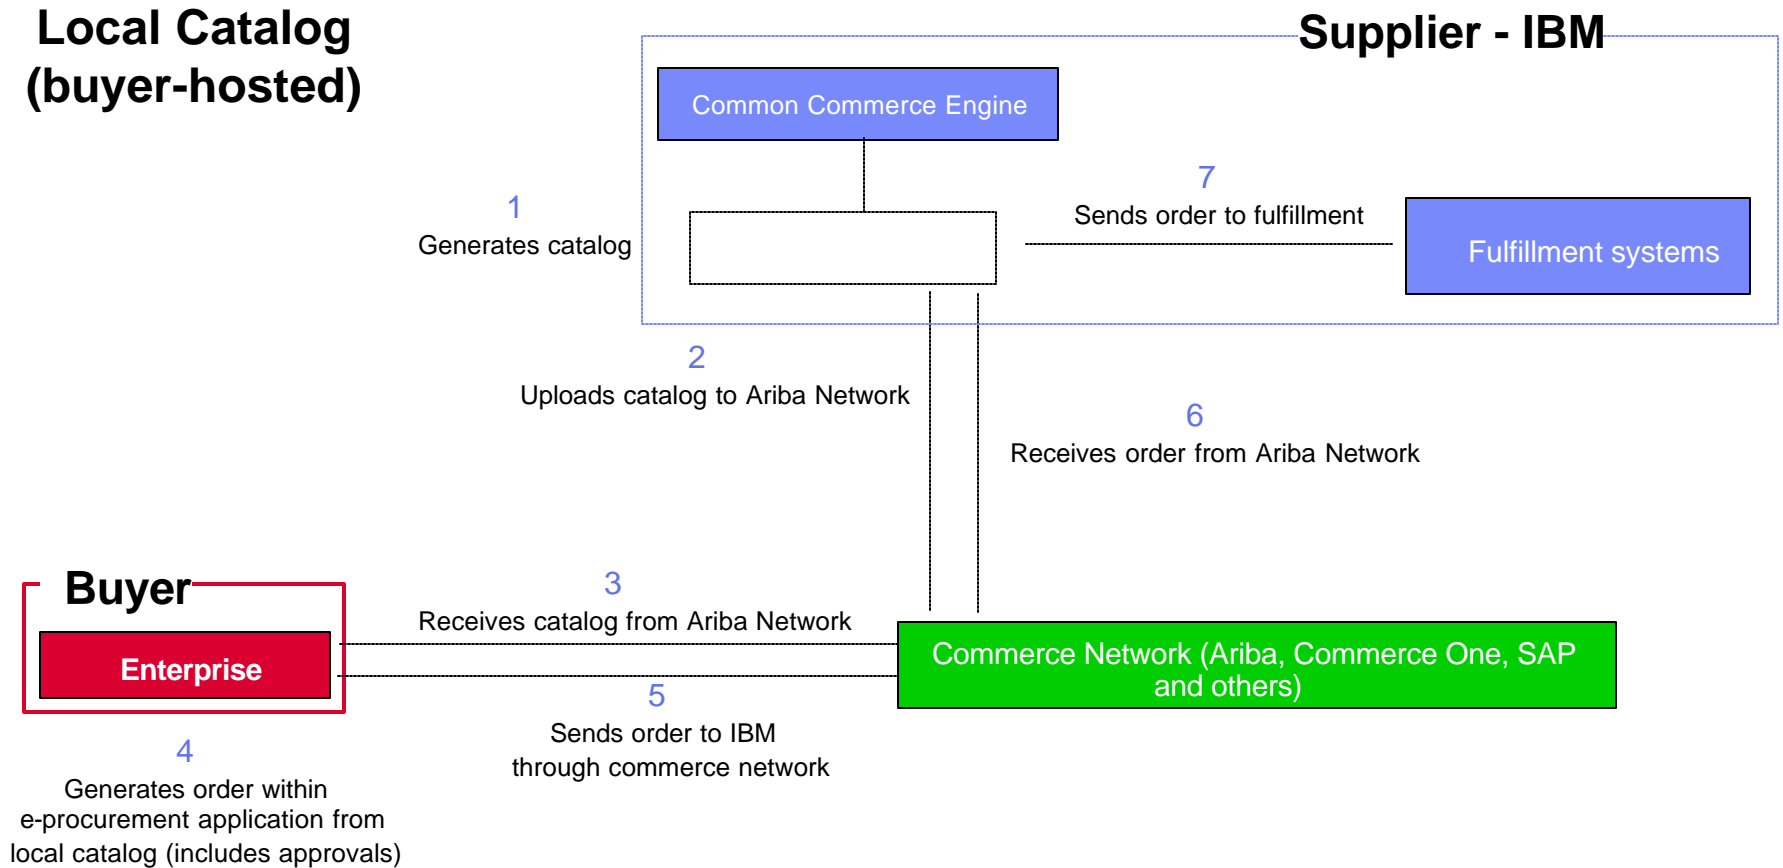 Local Catalog
(buyer-hosted)
Supplier - IBM
Common Commerce Engine
7
Sends order to fulfillment
Fulfillment systems
1
Generates catalog
2
Uploads catalog to Ariba Network
6
Receives order from Ariba Network
Buyer
Enterprise
3
Receives catalog from Ariba Network
Commerce Network (Ariba, Commerce One, SAP
and others)
5
Sends order to IBM
through commerce network
4
Generates order within
e-procurement application from
local catalog (includes approvals)